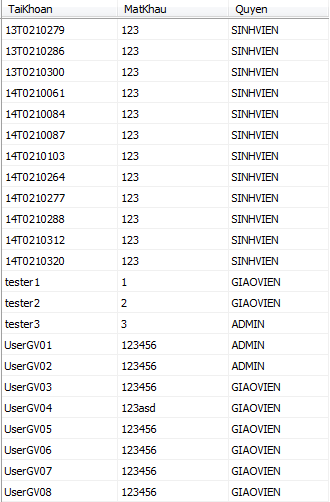 TaiKhoan MatKhau Quyen
13T0210279 123 SINHVIEN
13T0210286 123 SINHVIEN
13T0210300 123 SINHVIEN
14T0210061 123 SINHVIEN
14T0210084 123 SINHVIEN
14T0210087 123 SINHVIEN
14T0210103 123 SINHVIEN
14T0210264 123 SINHVIEN
14T0210277 123 SINHVIEN
14T0210288 123 SINHVIEN
14T0210312 123 SINHVIEN
14T0210320 123 SINHVIEN
tester1 1 GIAOVIEN
tester2 2 GIAOVIEN
tester3 3 ADMIN
UserGV01 123456 ADMIN
UserGV02 123456 ADMIN
UserGV03 123456 GIAOVIEN
UserGV04 123asd GIAOVIEN
UserGV05 123456 GIAOVIEN
UserGV06 123456 GIAOVIEN
UserGV07 123456 GIAOVIEN
UserGV08 123456 GIAOVIEN